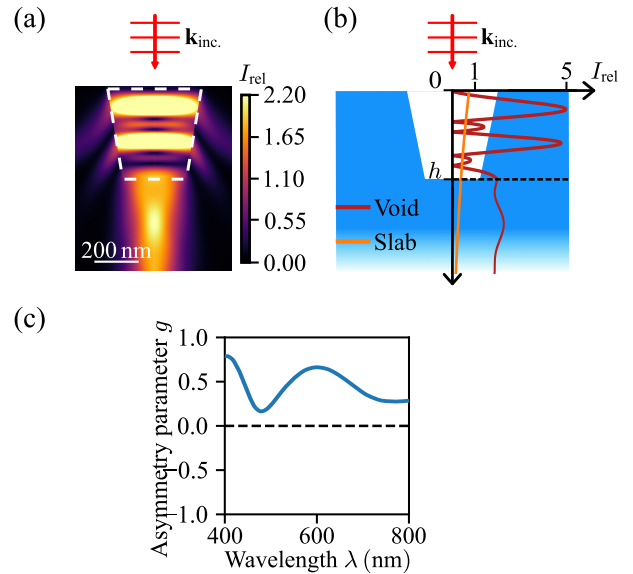 (a)
(b)
k_inc.
k_inc.
I_rel
2.20
1.65
1.10
0.55
0.00
200 nm
0
1
5
I_rel
h
Void
Slab
(c)
Asymmetry parameter g
1.0
0.5
0.0
−0.5
−1.0
400
600
800
Wavelength λ (nm)